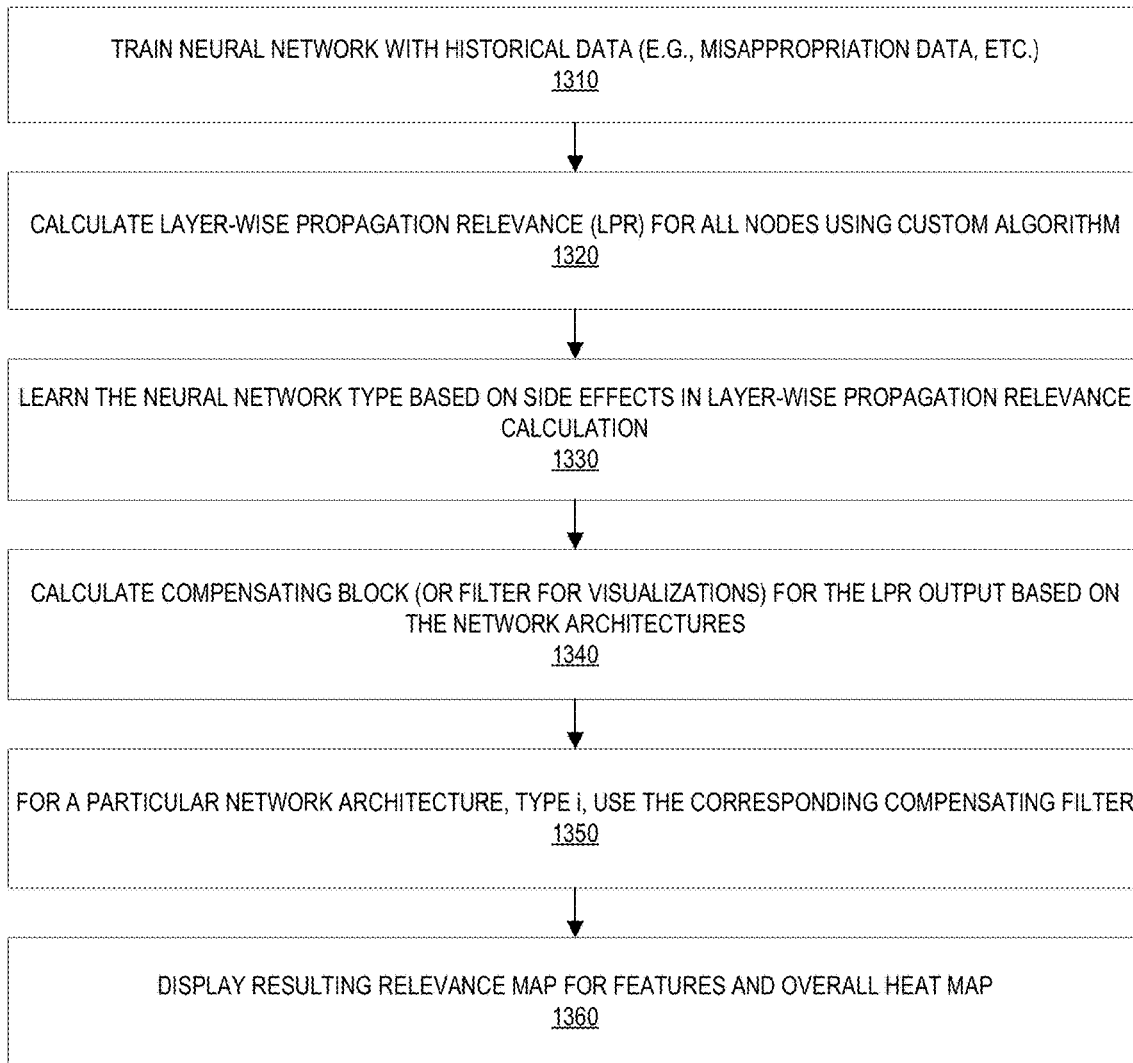 TRAIN NEURAL NETWORK WITH HISTORICAL DATA (E.G., MISAPPROPRIATION DATA, ETC.)
1310
CALCULATE LAYER-WISE PROPAGATION RELEVANCE (LPR) FOR ALL NODES USING CUSTOM ALGORITHM
1320
LEARN THE NEURAL NETWORK TYPE BASED ON SIDE EFFECTS IN LAYER-WISE PROPAGATION RELEVANCE
CALCULATION
1330
CALCULATE COMPENSATING BLOCK (OR FILTER FOR VISUALIZATIONS) FOR THE LPR OUTPUT BASED ON
THE NETWORK ARCHITECTURES
1340
FOR A PARTICULAR NETWORK ARCHITECTURE, TYPE i, USE THE CORRESPONDING COMPENSATING FILTER
1350
DISPLAY RESULTING RELEVANCE MAP FOR FEATURES AND OVERALL HEAT MAP
1360